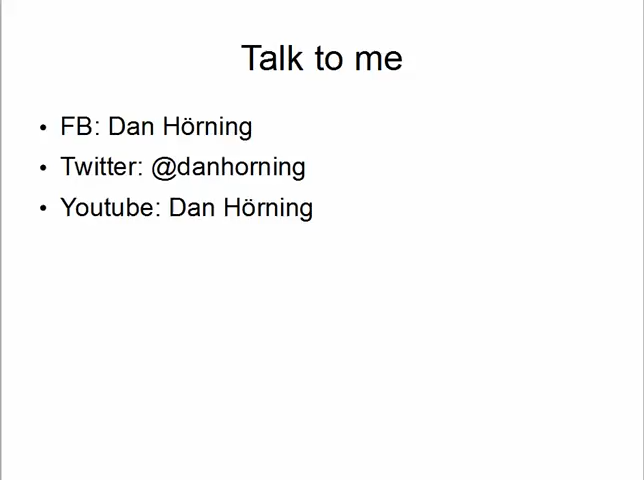 Talk to me
• FB: Dan Hörning
• Twitter: @danhorning
• Youtube: Dan Hörning